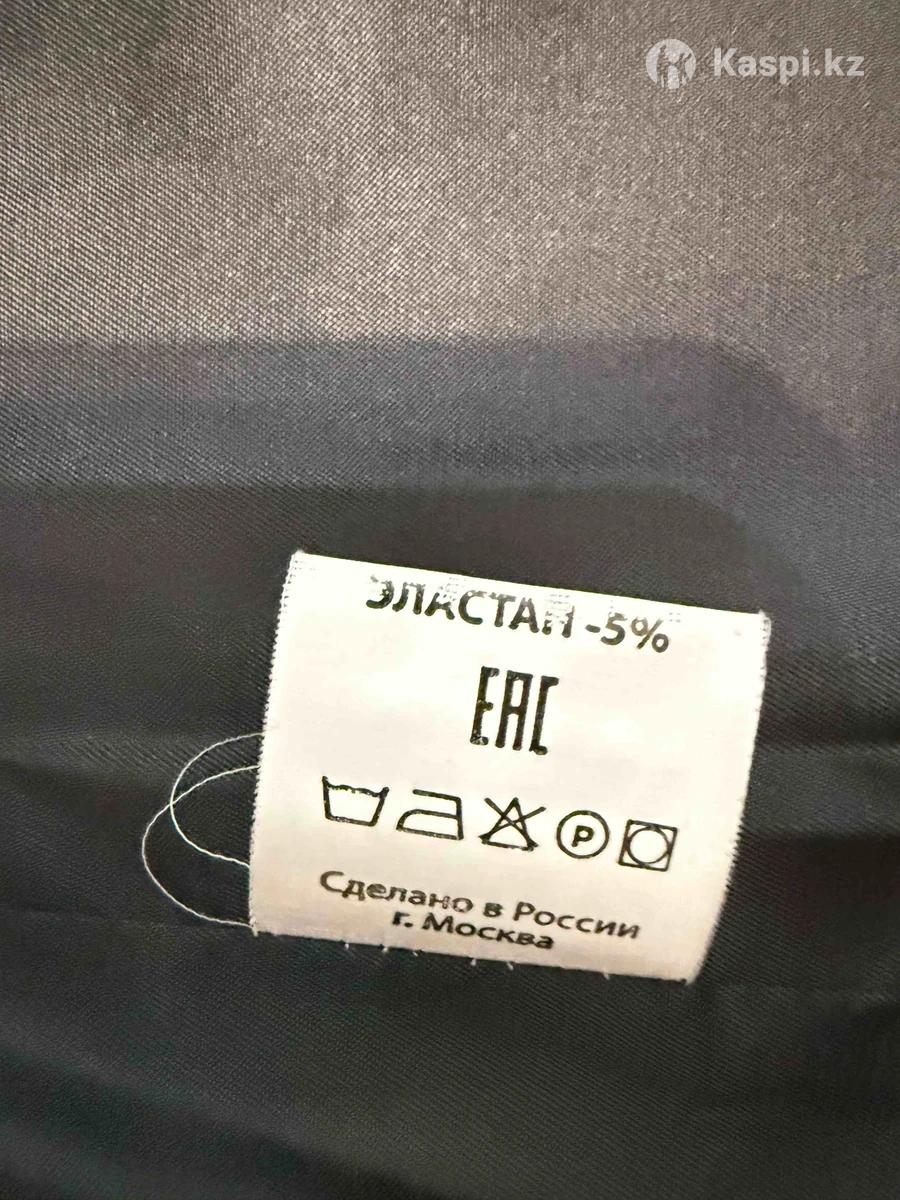 Kaspi.kz
ЭЛАСТАН -5%
EAC
P
Сделано в России
г. Москва